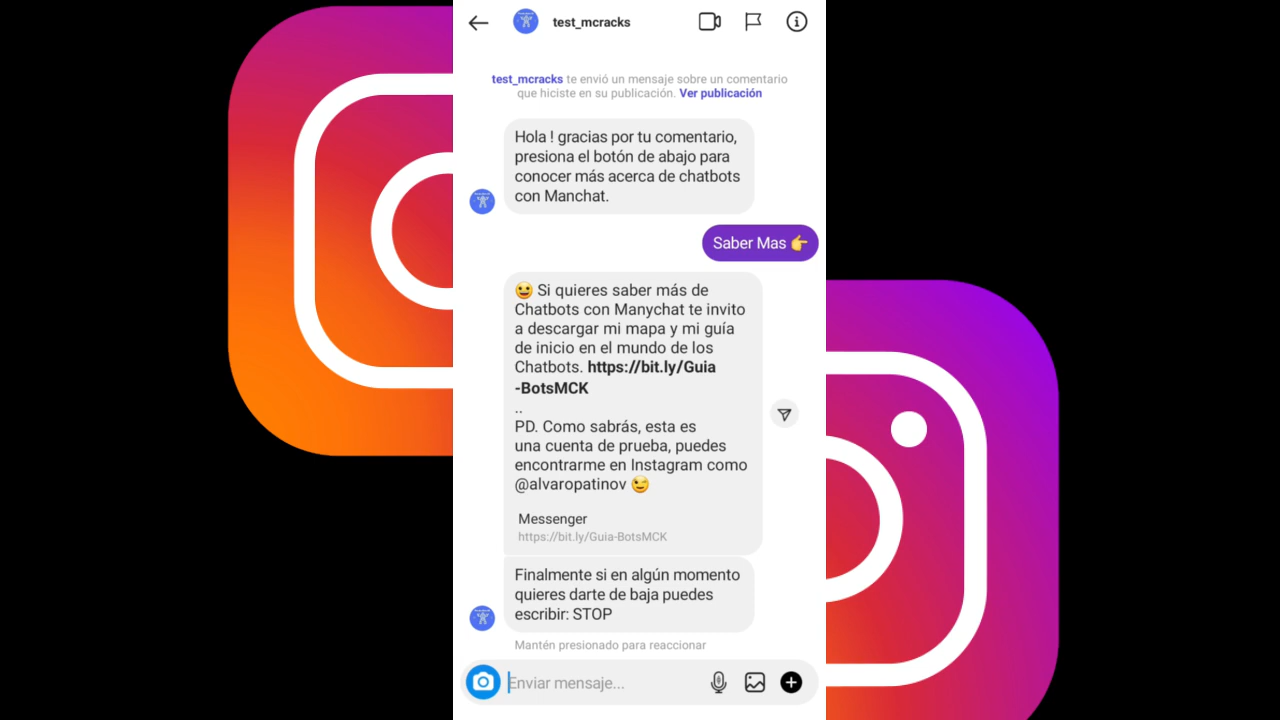 test_mcracks
test_mcracks te envió un mensaje sobre un comentario
que hiciste en su publicación. Ver publicación
Hola ! gracias por tu comentario,
presiona el botón de abajo para
conocer más acerca de chatbots
con Manchat.
Saber Mas 👉
😀 Si quieres saber más de
Chatbots con Manychat te invito
a descargar mi mapa y mi guía
de inicio en el mundo de los
Chatbots. https://bit.ly/Guia
-BotsMCK
..
PD. Como sabrás, esta es
una cuenta de prueba, puedes
encontrarme en Instagram como
@alvaropatinov 😉
Messenger
https://bit.ly/Guia-BotsMCK
Finalmente si en algún momento
quieres darte de baja puedes
escribir: STOP
Mantén presionado para reaccionar
Enviar mensaje...